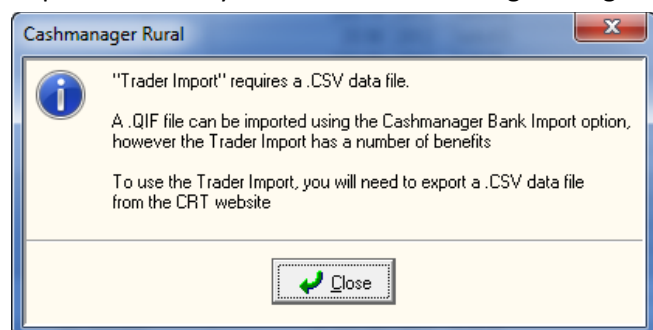 Cashmanager Rural
"Trader Import" requires a .CSV data file.
A .QIF file can be imported using the Cashmanager Bank Import option,
however the Trader Import has a number of benefits
To use the Trader Import, you will need to export a .CSV data file
from the CRT website
Close